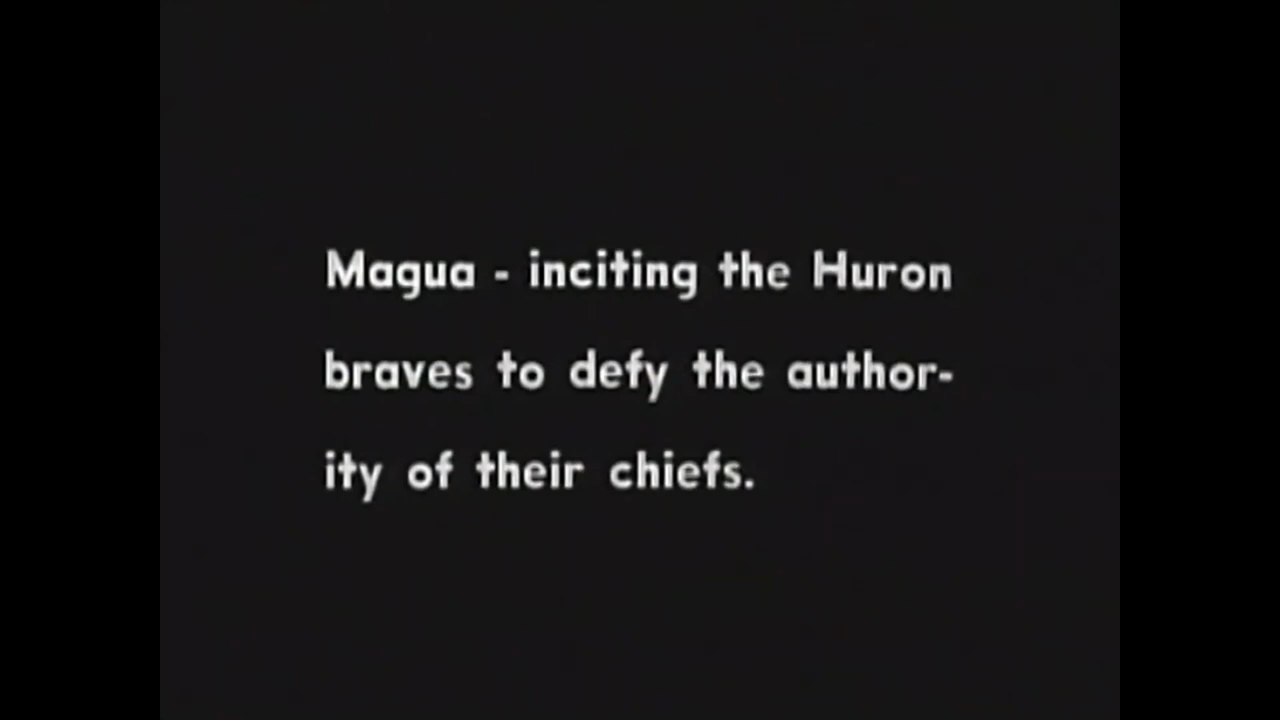 Magua - inciting the Huron
braves to defy the author-
ity of their chiefs.